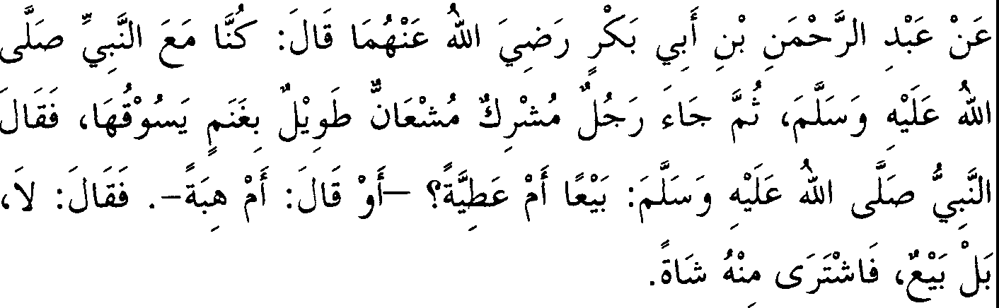 عَنْ عَبْدِ الرَّحْمَنِ بْنِ أَبِي بَكْرٍ رَضِيَ اللهُ عَنْهُمَا قَالَ: كُنَّا مَعَ النَّبِيِّ صَلَّى
اللهُ عَلَيْهِ وَسَلَّمَ، ثُمَّ جَاءَ رَجُلٌ مُشْرِكٌ مُشْعَانٌّ طَوِيْلٌ بِغَنَمٍ يَسُوْقُهَا، فَقَالَ
النَّبِيُّ صَلَّى اللهُ عَلَيْهِ وَسَلَّمَ: بَيْعًا أَمْ عَطِيَّةً؟ –أَوْ قَالَ: أَمْ هِبَةً–. فَقَالَ: لاَ،
بَلْ بَيْعٌ، فَاشْتَرَى مِنْهُ شَاةً.